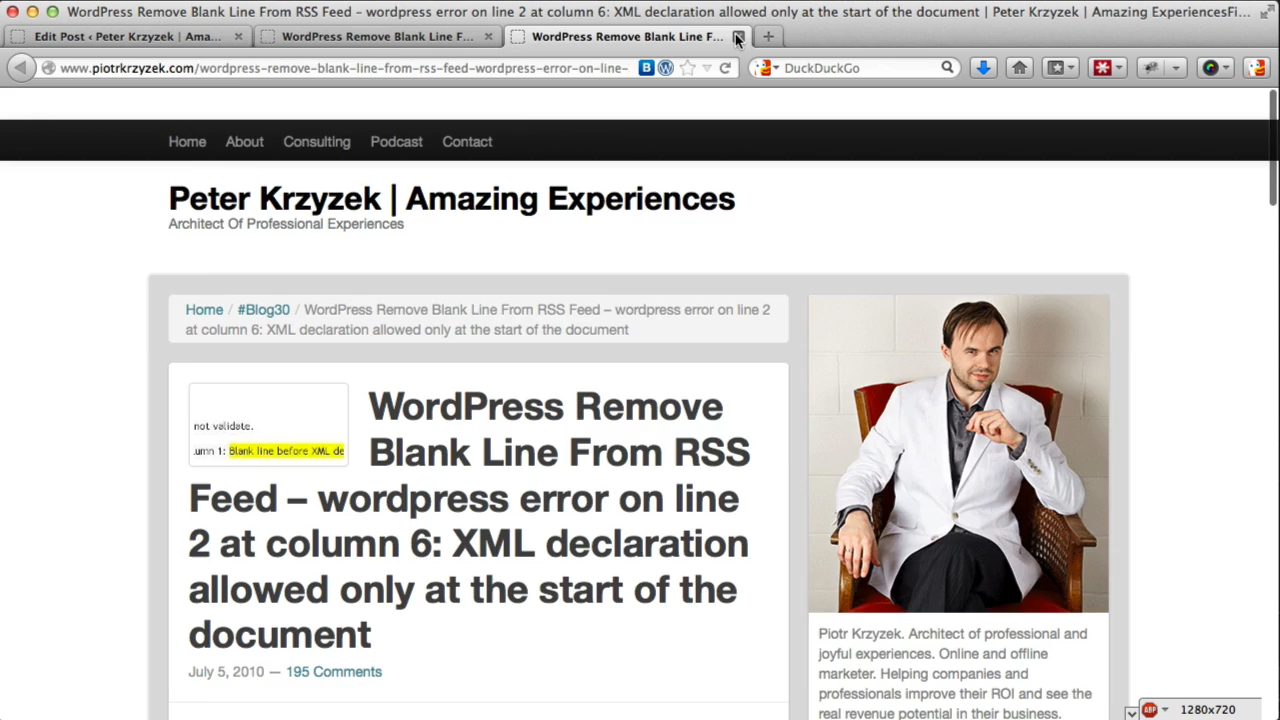 WordPress Remove Blank Line From RSS Feed – wordpress error on line 2 at column 6: XML declaration allowed only at the start of the document | Peter Krzyzek | Amazing ExperiencesFi...
Edit Post ‹ Peter Krzyzek | Ama...
WordPress Remove Blank Line F...
WordPress Remove Blank Line F...
www.piotrkrzyzek.com/wordpress-remove-blank-line-from-rss-feed-wordpress-error-on-line-
DuckDuckGo
Home About Consulting Podcast Contact
Peter Krzyzek | Amazing Experiences
Architect Of Professional Experiences
Home / #Blog30 / WordPress Remove Blank Line From RSS Feed – wordpress error on line 2
at column 6: XML declaration allowed only at the start of the document
not validate.
umn 1: Blank line before XML de
WordPress Remove
Blank Line From RSS
Feed – wordpress error on line
2 at column 6: XML declaration
allowed only at the start of the
document
July 5, 2010 — 195 Comments
Piotr Krzyzek. Architect of professional and
joyful experiences. Online and offline
marketer. Helping companies and
professionals improve their ROI and see the
real revenue potential in their business.
ABP
1280x720